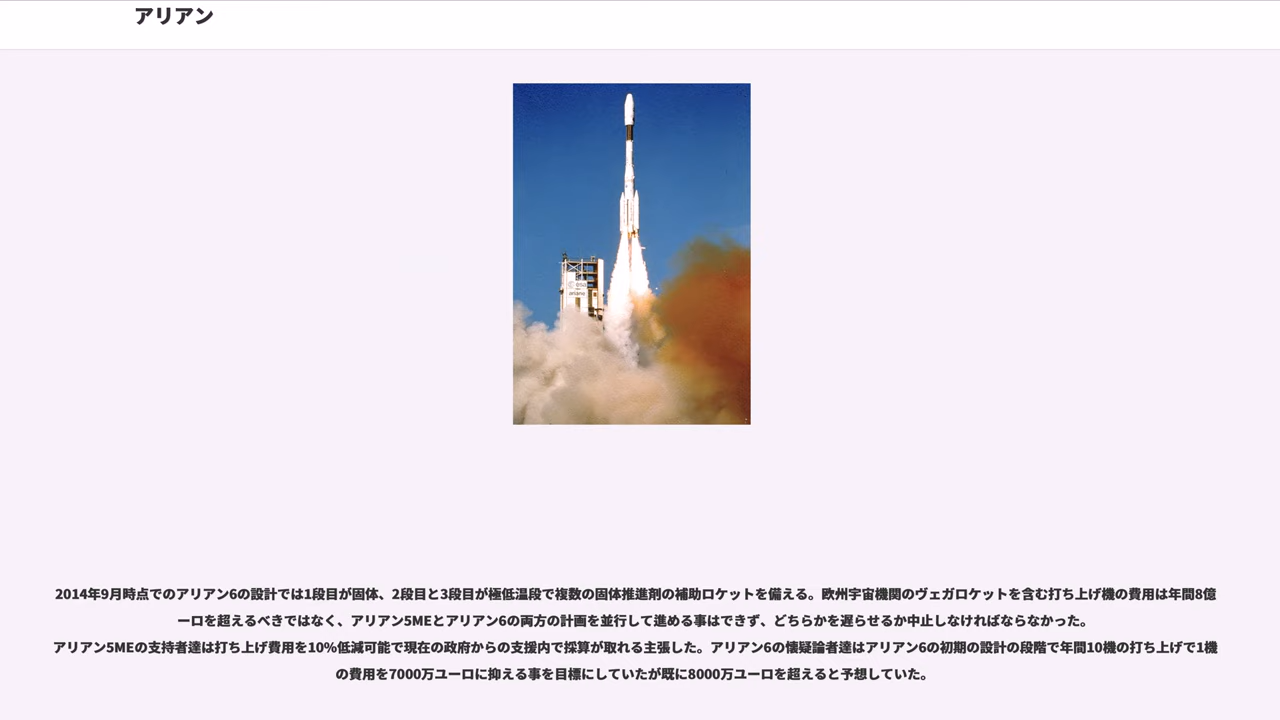 アリアン
esa
ariane
2014年9月時点でのアリアン6の設計では1段目が固体、2段目と3段目が極低温段で複数の固体推進剤の補助ロケットを備える。欧州宇宙機関のヴェガロケットを含む打ち上げ機の費用は年間8億
ーロを超えるべきではなく、アリアン5MEとアリアン6の両方の計画を並行して進める事はできず、どちらかを遅らせるか中止しなければならなかった。
アリアン5MEの支持者達は打ち上げ費用を10%低減可能で現在の政府からの支援内で採算が取れる主張した。アリアン6の懐疑論者達はアリアン6の初期の設計の段階で年間10機の打ち上げで1機
の費用を7000万ユーロに抑える事を目標にしていたが既に8000万ユーロを超えると予想していた。